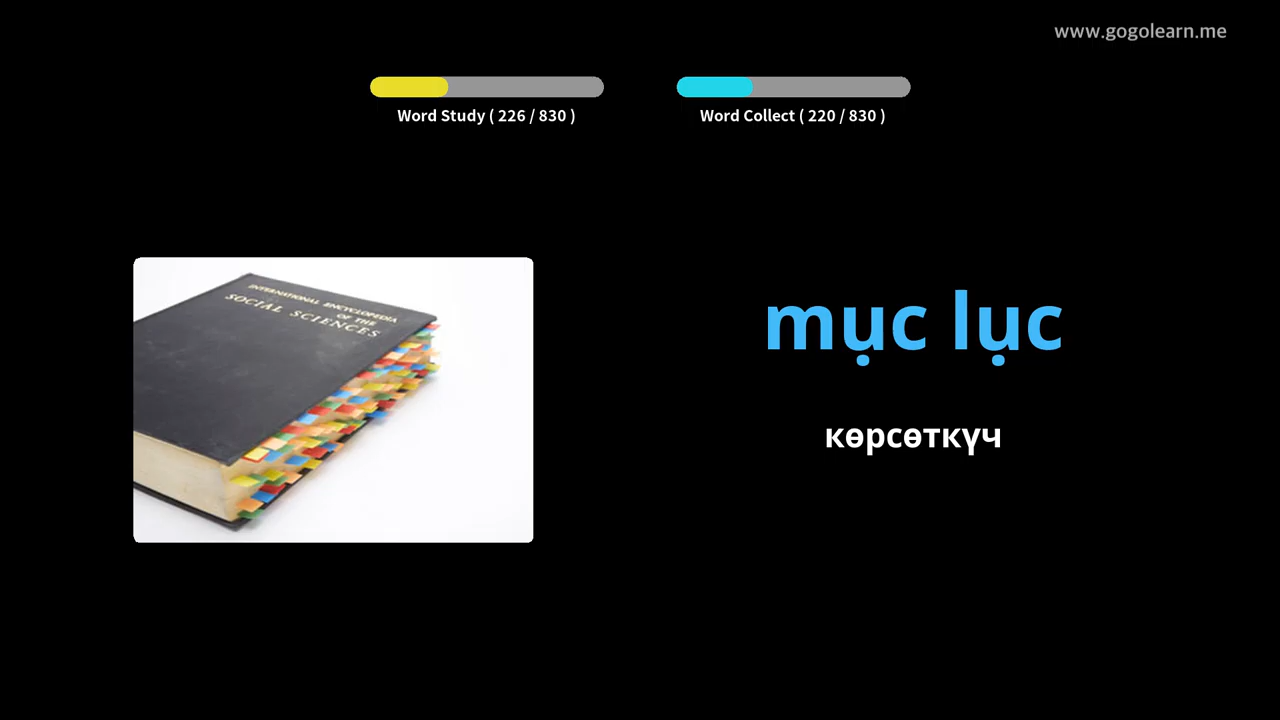 www.gogolearn.me
Word Study ( 226 / 830 )
Word Collect ( 220 / 830 )
INTERNATIONAL ENCYCLOPEDIA
OF THE
SOCIAL SCIENCES
mục lục
көрсөткүч